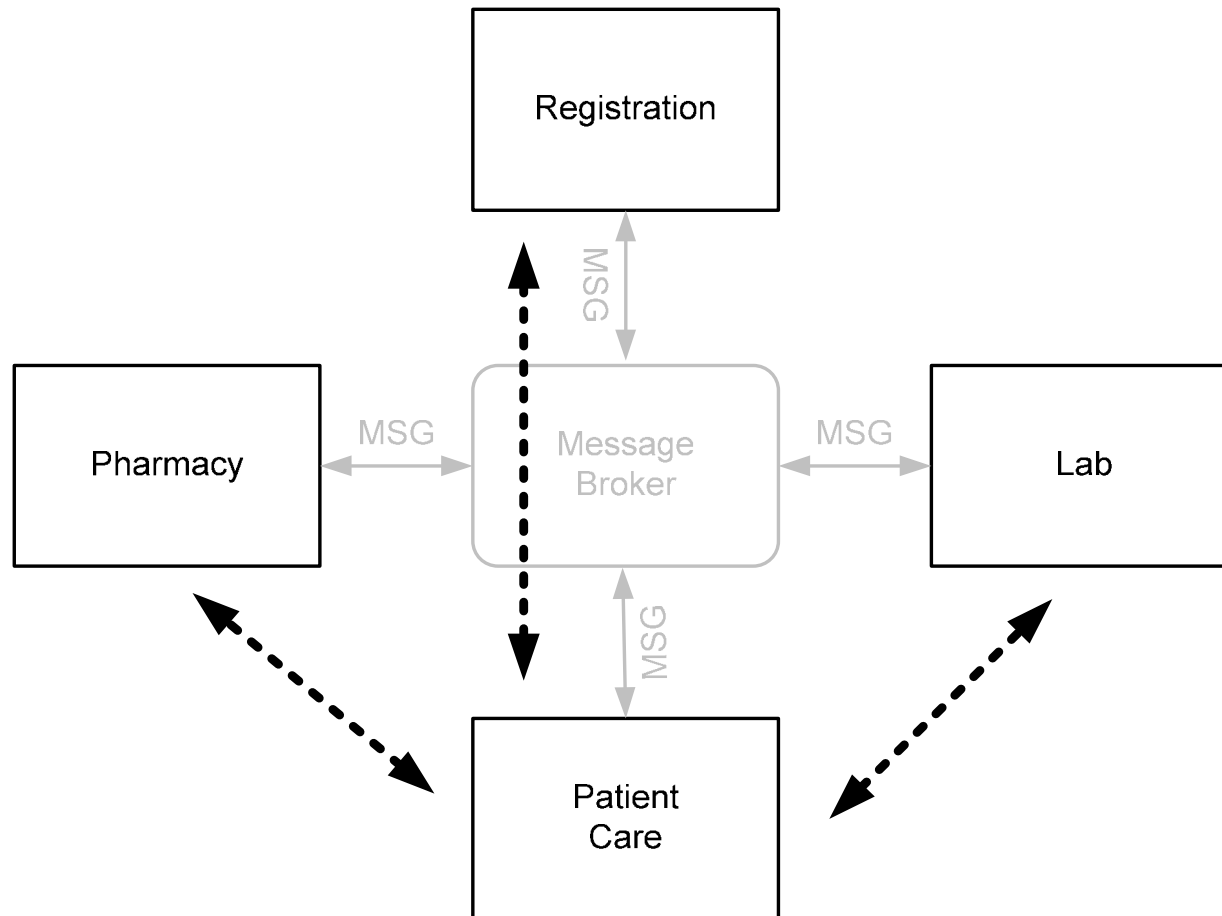 Registration
MSG
MSG
MSG
Pharmacy
Message
Broker
Lab
MSG
Patient
Care